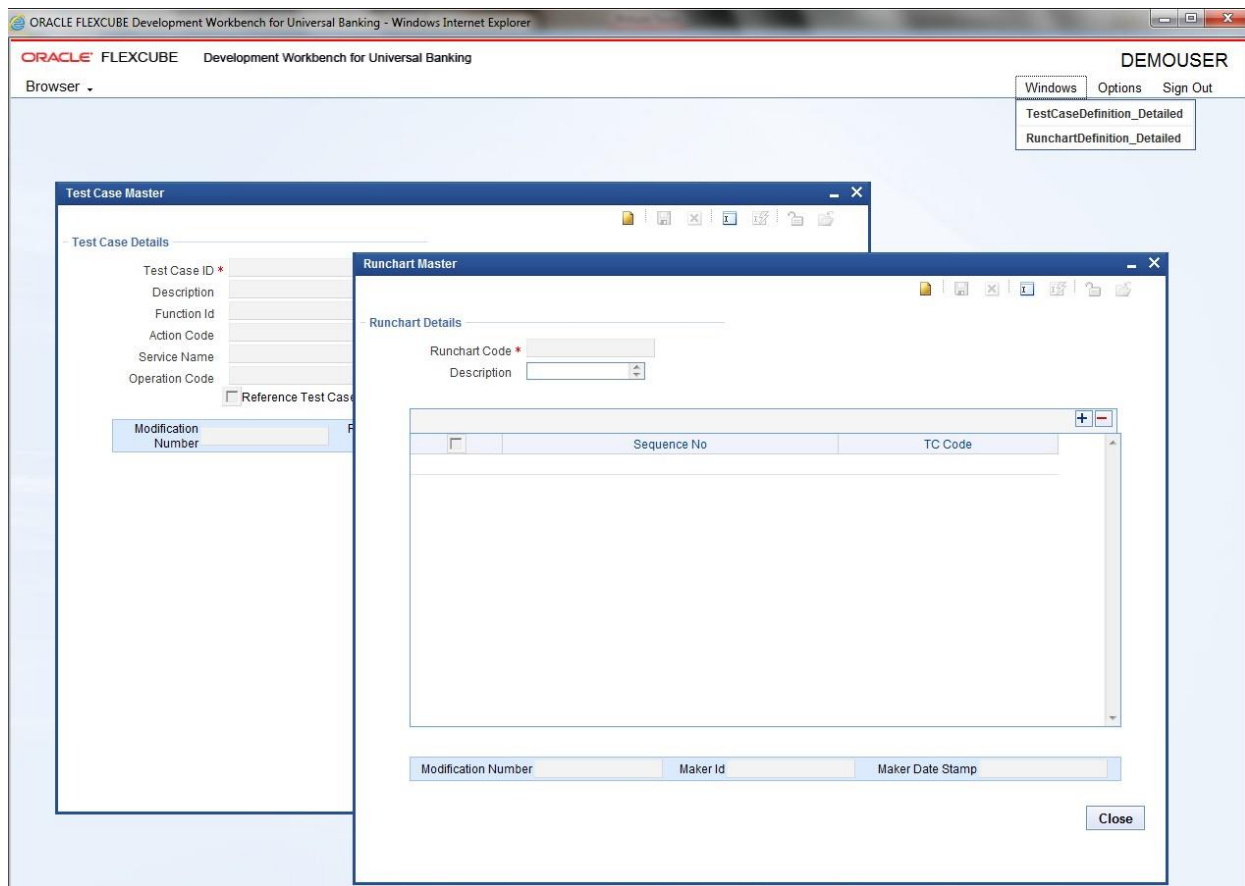 ORACLE FLEXCUBE Development Workbench for Universal Banking - Windows Internet Explorer
ORACLE FLEXCUBE Development Workbench for Universal Banking
DEMOUSER
Browser
Windows Options Sign Out
TestCaseDefinition_Detailed
RunchartDefinition_Detailed
Test Case Master
Test Case Details
Test Case ID *
Description
Function Id
Action Code
Service Name
Operation Code
Reference Test Case
Modification
Number
Runchart Master
Runchart Details
Runchart Code *
Description
Sequence No TC Code
Modification Number Maker Id Maker Date Stamp
Close